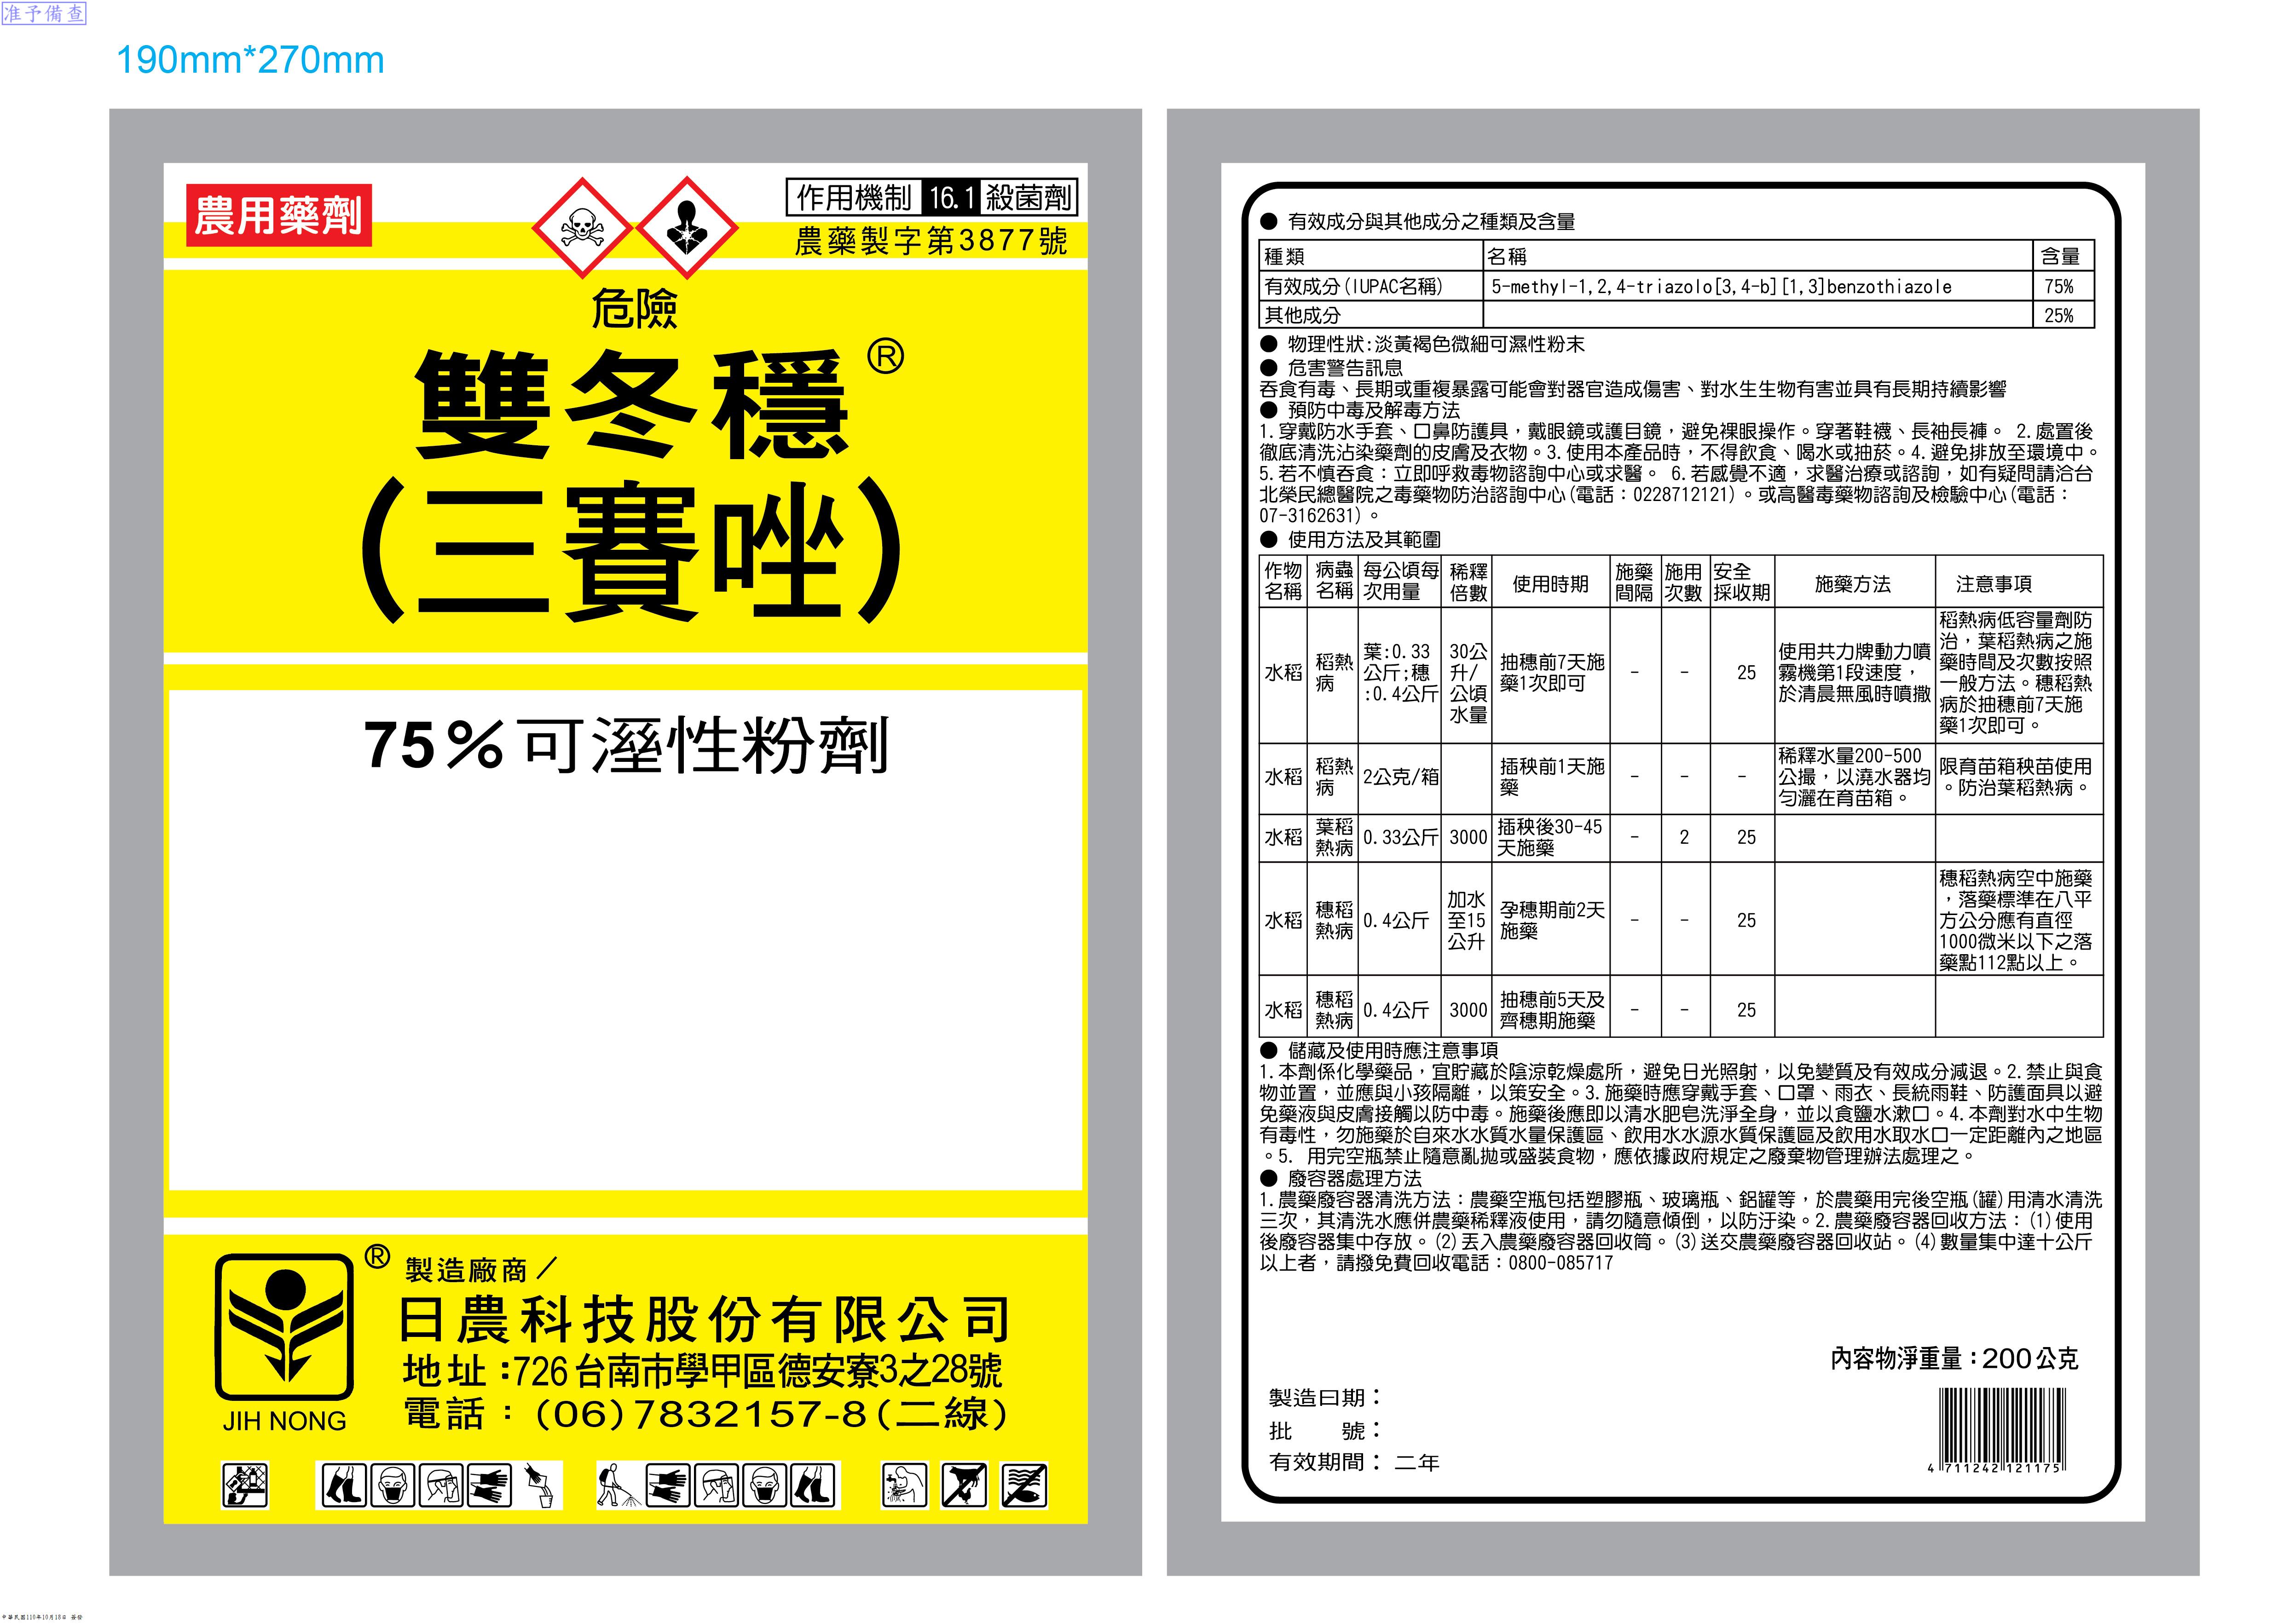 准予備查
190mm*270mm
農用藥劑
作用機制 16.1 殺菌劑
農藥製字第3877號
危險
雙冬穩®
(三賽唑)
75%可溼性粉劑
® 製造廠商／
日農科技股份有限公司
地址:726台南市學甲區德安寮3之28號
電話：(06)7832157-8(二線)
JIH NONG
● 有效成分與其他成分之種類及含量
種類 名稱 含量
有效成分(IUPAC名稱) 5-methyl-1,2,4-triazolo[3,4-b][1,3]benzothiazole 75%
其他成分 25%
● 物理性狀:淡黃褐色微細可濕性粉末
● 危害警告訊息
吞食有毒、長期或重複暴露可能會對器官造成傷害、對水生生物有害並具有長期持續影響
● 預防中毒及解毒方法
1.穿戴防水手套、口鼻防護具，戴眼鏡或護目鏡，避免裸眼操作。穿著鞋襪、長袖長褲。 2.處置後
徹底清洗沾染藥劑的皮膚及衣物。3.使用本產品時，不得飲食、喝水或抽菸。4.避免排放至環境中。
5.若不慎吞食：立即呼救毒物諮詢中心或求醫。 6.若感覺不適，求醫治療或諮詢，如有疑問請洽台
北榮民總醫院之毒藥物防治諮詢中心(電話：0228712121)。或高醫毒藥物諮詢及檢驗中心(電話：
07-3162631)。
● 使用方法及其範圍
作物名稱 病蟲名稱 每公頃每次用量 稀釋倍數 使用時期 施藥間隔 施用次數 安全採收期 施藥方法 注意事項
水稻 稻熱病 葉:0.33公斤;穗:0.4公斤 30公升/公頃水量 抽穗前7天施藥1次即可 - - 25 使用共力牌動力噴霧機第1段速度，於清晨無風時噴撒 稻熱病低容量劑防治，葉稻熱病之施藥時間及次數按照一般方法。穗稻熱病於抽穗前7天施藥1次即可。
水稻 稻熱病 2公克/箱 插秧前1天施藥 - - - 稀釋水量200-500公撮，以澆水器均勻灑在育苗箱。 限育苗箱秧苗使用。防治葉稻熱病。
水稻 葉稻熱病 0.33公斤 3000 插秧後30-45天施藥 - 2 25
水稻 穗稻熱病 0.4公斤 加水至15公升 孕穗期前2天施藥 - - 25 穗稻熱病空中施藥，落藥標準在八平方公分應有直徑1000微米以下之落藥點112點以上。
水稻 穗稻熱病 0.4公斤 3000 抽穗前5天及齊穗期施藥 - - 25
● 儲藏及使用時應注意事項
1.本劑係化學藥品，宜貯藏於陰涼乾燥處所，避免日光照射，以免變質及有效成分減退。2.禁止與食
物並置，並應與小孩隔離，以策安全。3.施藥時應穿戴手套、口罩、雨衣、長統雨鞋、防護面具以避
免藥液與皮膚接觸以防中毒。施藥後應即以清水肥皂洗淨全身，並以食鹽水漱口。4.本劑對水中生物
有毒性，勿施藥於自來水水質水量保護區、飲用水水源水質保護區及飲用水取水口一定距離內之地區
。5. 用完空瓶禁止隨意亂拋或盛裝食物，應依據政府規定之廢棄物管理辦法處理之。
● 廢容器處理方法
1.農藥廢容器清洗方法：農藥空瓶包括塑膠瓶、玻璃瓶、鋁罐等，於農藥用完後空瓶(罐)用清水清洗
三次，其清洗水應併農藥稀釋液使用，請勿隨意傾倒，以防汙染。2.農藥廢容器回收方法：(1)使用
後廢容器集中存放。(2)丟入農藥廢容器回收筒。(3)送交農藥廢容器回收站。(4)數量集中達十公斤
以上者，請撥免費回收電話：0800-085717
內容物淨重量：200公克
製造日期：
批　　號：
有效期間： 二年
4 711242 121175
中華民國110年10月18日 簽發